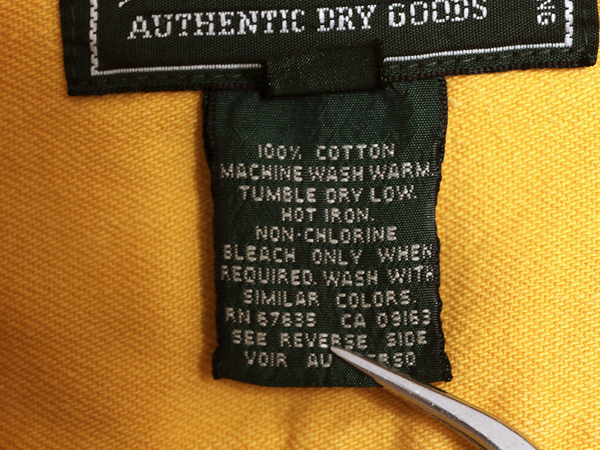 AUTHENTIC DRY GOODS
100% COTTON
MACHINE WASH WARM.
TUMBLE DRY LOW.
HOT IRON.
NON-CHLORINE
BLEACH ONLY WHEN
REQUIRED. WASH WITH
SIMILAR COLORS.
RN 67835 CA 09163
SEE REVERSE SIDE
VOIR AU